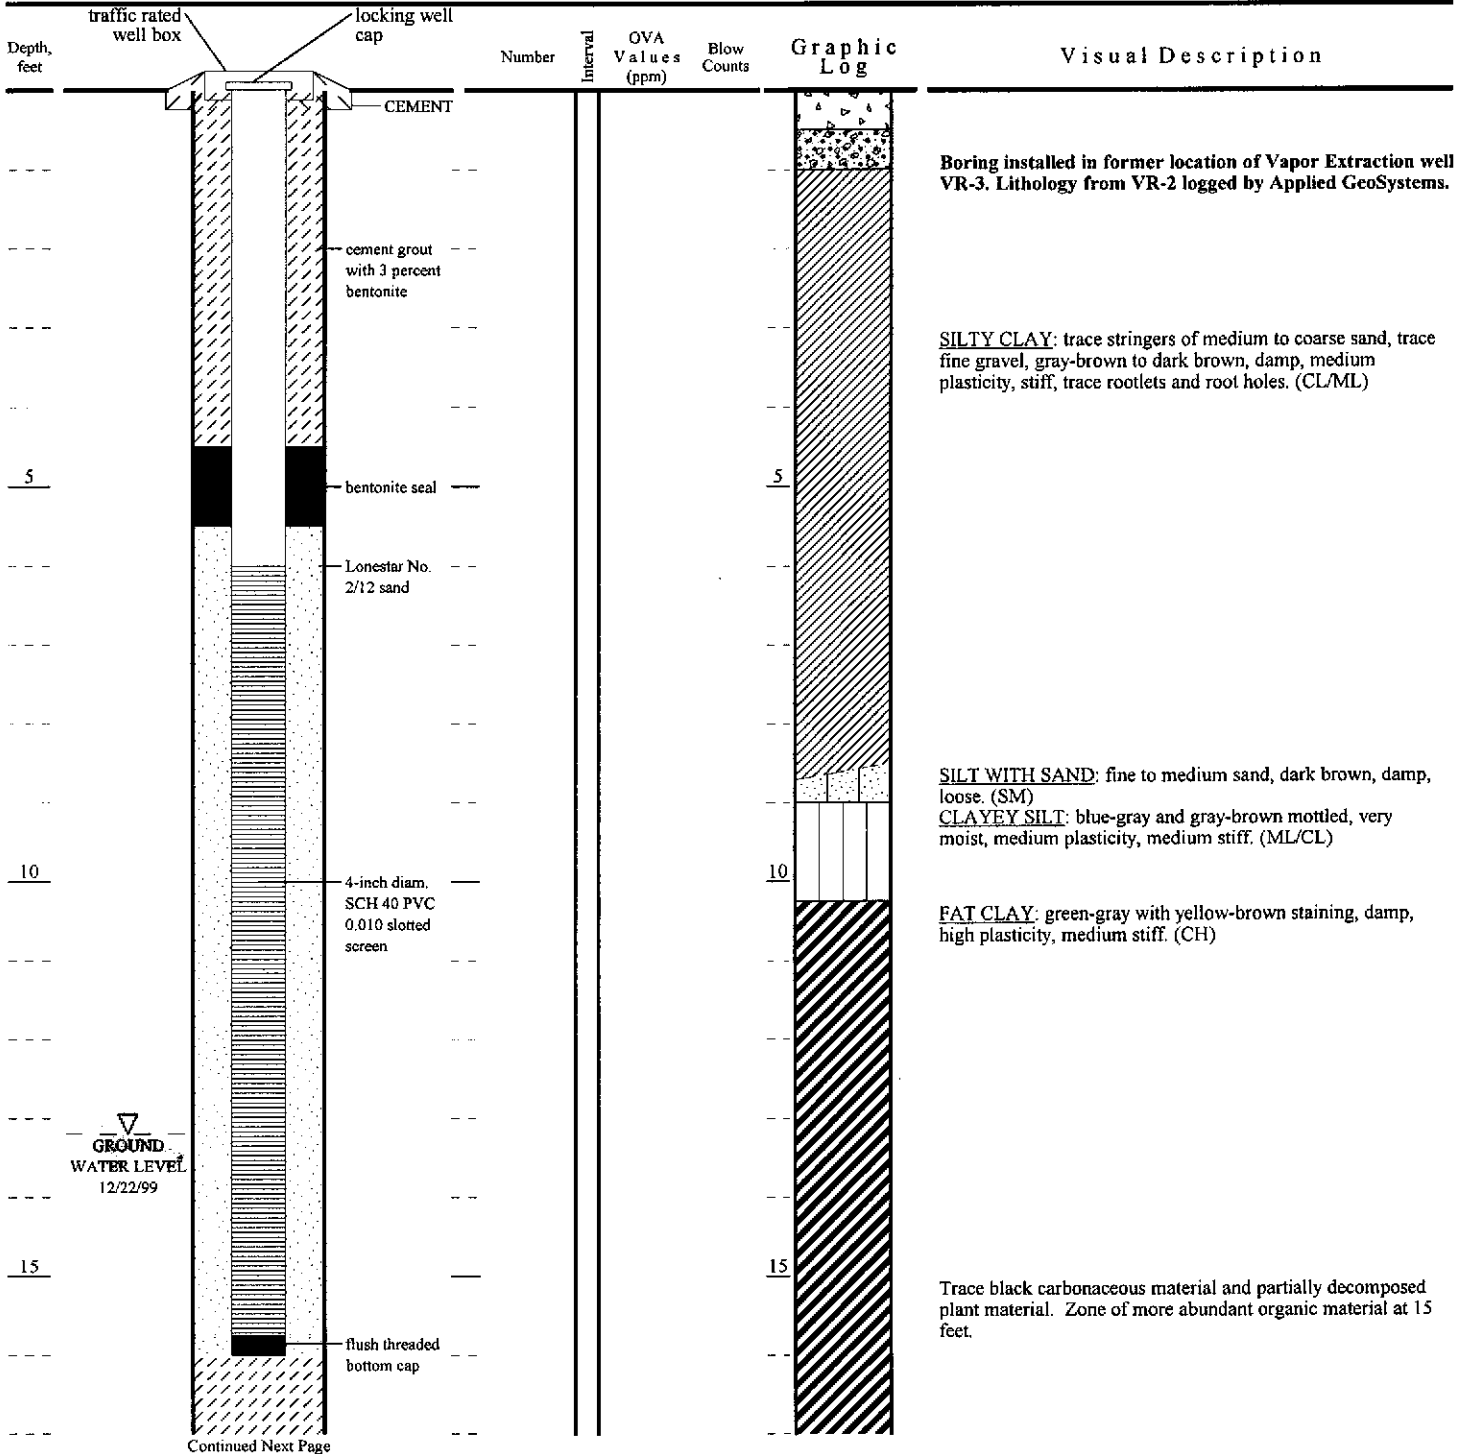 traffic rated
well box
locking well
cap
Depth,
feet
Number
Interval
OVA
Values
(ppm)
Blow
Counts
Graphic
Log
Visual Description
CEMENT
Boring installed in former location of Vapor Extraction well
VR-3. Lithology from VR-2 logged by Applied GeoSystems.
cement grout
with 3 percent
bentonite
SILTY CLAY: trace stringers of medium to coarse sand, trace
fine gravel, gray-brown to dark brown, damp, medium
plasticity, stiff, trace rootlets and root holes. (CL/ML)
5
bentonite seal
5
Lonestar No.
2/12 sand
SILT WITH SAND: fine to medium sand, dark brown, damp,
loose. (SM)
CLAYEY SILT: blue-gray and gray-brown mottled, very
moist, medium plasticity, medium stiff. (ML/CL)
10
4-inch diam.
SCH 40 PVC
0.010 slotted
screen
10
FAT CLAY: green-gray with yellow-brown staining, damp,
high plasticity, medium stiff. (CH)
GROUND
WATER LEVEL
12/22/99
15
15
Trace black carbonaceous material and partially decomposed
plant material. Zone of more abundant organic material at 15
feet.
flush threaded
bottom cap
Continued Next Page